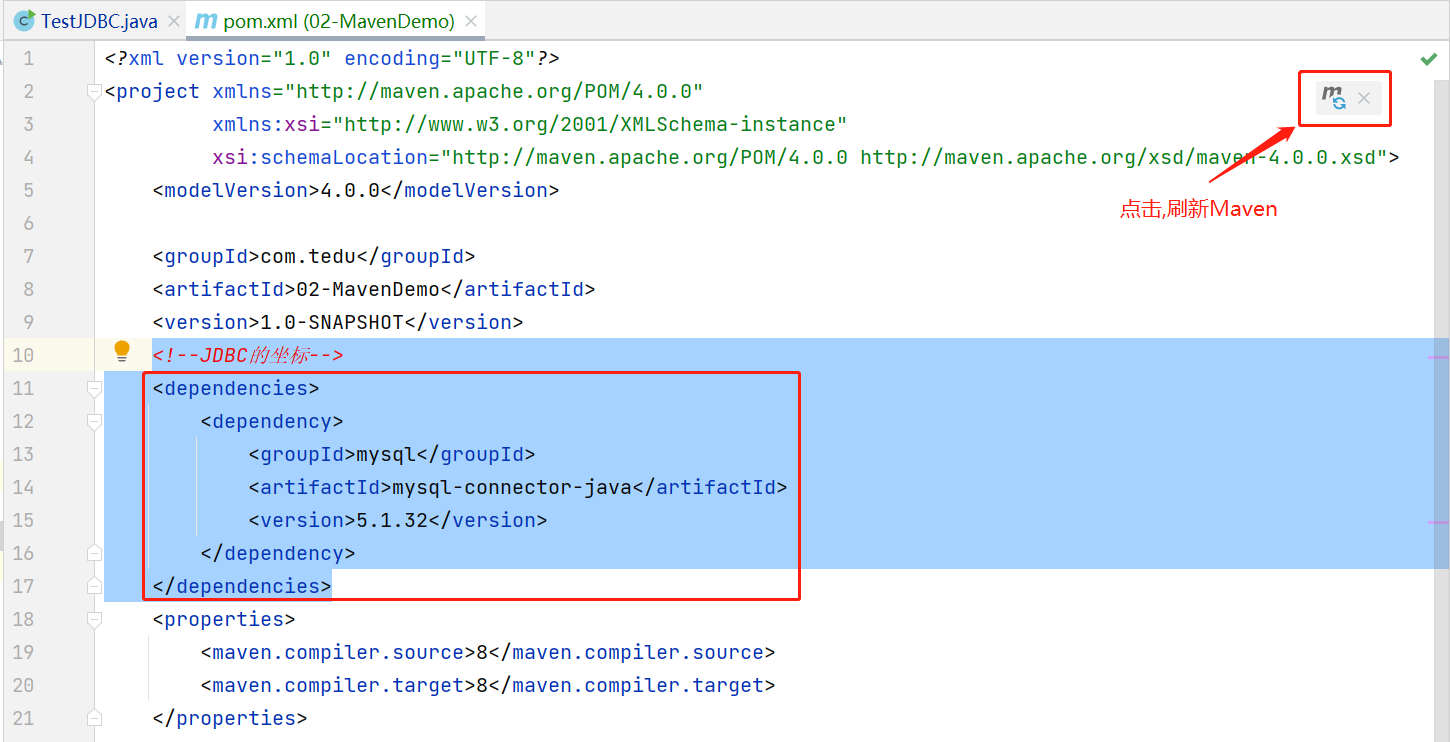 TestJDBC.java
pom.xml (02-MavenDemo)
1 <?xml version="1.0" encoding="UTF-8"?>
2 <project xmlns="http://maven.apache.org/POM/4.0.0"
3 xmlns:xsi="http://www.w3.org/2001/XMLSchema-instance"
4 xsi:schemaLocation="http://maven.apache.org/POM/4.0.0 http://maven.apache.org/xsd/maven-4.0.0.xsd">
5 <modelVersion>4.0.0</modelVersion>
点击,刷新Maven
6
7 <groupId>com.tedu</groupId>
8 <artifactId>02-MavenDemo</artifactId>
9 <version>1.0-SNAPSHOT</version>
10 <!--JDBC的坐标-->
11 <dependencies>
12 <dependency>
13 <groupId>mysql</groupId>
14 <artifactId>mysql-connector-java</artifactId>
15 <version>5.1.32</version>
16 </dependency>
17 </dependencies>
18 <properties>
19 <maven.compiler.source>8</maven.compiler.source>
20 <maven.compiler.target>8</maven.compiler.target>
21 </properties>